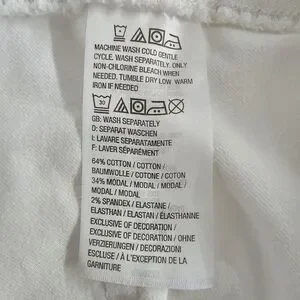 MACHINE WASH COLD GENTLE
CYCLE. WASH SEPARATELY. ONLY
NON-CHLORINE BLEACH WHEN
NEEDED. TUMBLE DRY LOW. WARM
IRON IF NEEDED.
30
GB: WASH SEPARATELY
D: SEPARAT WASCHEN
I: LAVARE SEPARATAMENTE
F: LAVER SÉPARÉMENT
64% COTTON / COTTON /
BAUMWOLLE / COTONE / COTON
34% MODAL / MODAL / MODAL /
MODAL / MODAL
2% SPANDEX / ELASTANE /
ELASTHAN / ELASTAN / ÉLASTHANNE
EXCLUSIVE OF DECORATION /
EXCLUSIVE OF DECORATION / OHNE
VERZIERUNGEN / DECORAZIONI
ESCLUSE / À L'EXCEPTION DE LA
GARNITURE